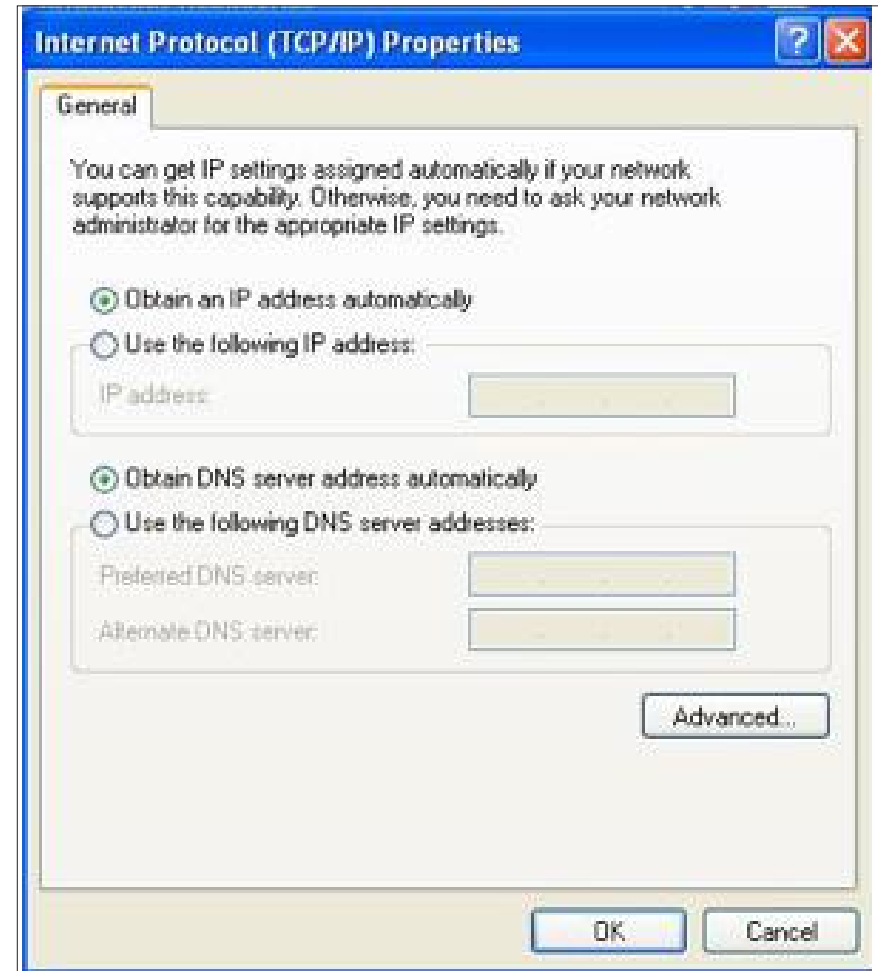 Internet Protocol (TCP/IP) Properties
General
You can get IP settings assigned automatically if your network
supports this capability. Otherwise, you need to ask your network
administrator for the appropriate IP settings.
Obtain an IP address automatically
Use the following IP address:
IP address:
Obtain DNS server address automatically
Use the following DNS server addresses:
Preferred DNS server:
Alternate DNS server:
Advanced...
OK
Cancel